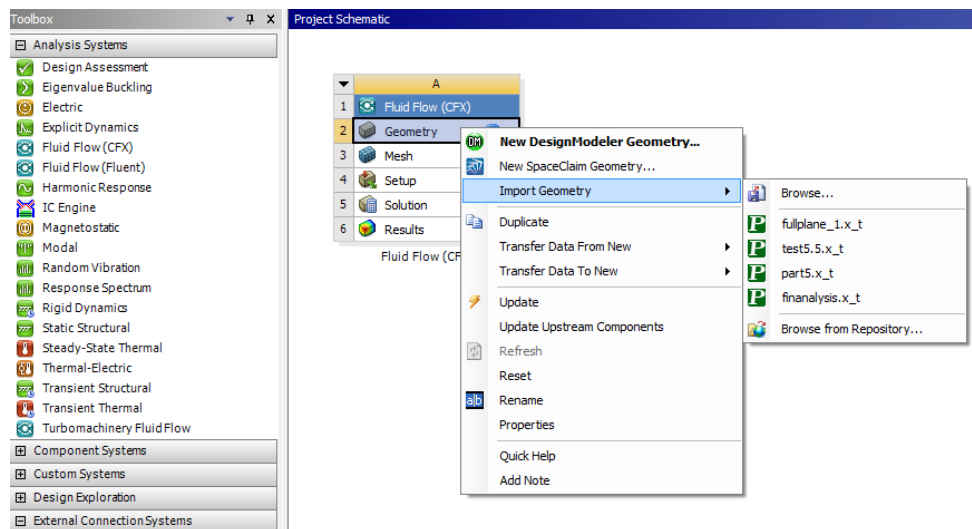 Toolbox
Analysis Systems
Design Assessment
Eigenvalue Buckling
Electric
Explicit Dynamics
Fluid Flow (CFX)
Fluid Flow (Fluent)
Harmonic Response
IC Engine
Magnetostatic
Modal
Random Vibration
Response Spectrum
Rigid Dynamics
Static Structural
Steady-State Thermal
Thermal-Electric
Transient Structural
Transient Thermal
Turbomachinery Fluid Flow
Component Systems
Custom Systems
Design Exploration
External Connection Systems
Project Schematic
A
1 Fluid Flow (CFX)
2 Geometry
3 Mesh
4 Setup
5 Solution
6 Results
Fluid Flow (CF
DM New DesignModeler Geometry...
New SpaceClaim Geometry...
Import Geometry
Duplicate
Transfer Data From New
Transfer Data To New
Update
Update Upstream Components
Refresh
Reset
a|b Rename
Properties
Quick Help
Add Note
Browse...
P fullplane_1.x_t
P test5.5.x_t
P part5.x_t
P finanalysis.x_t
Browse from Repository...